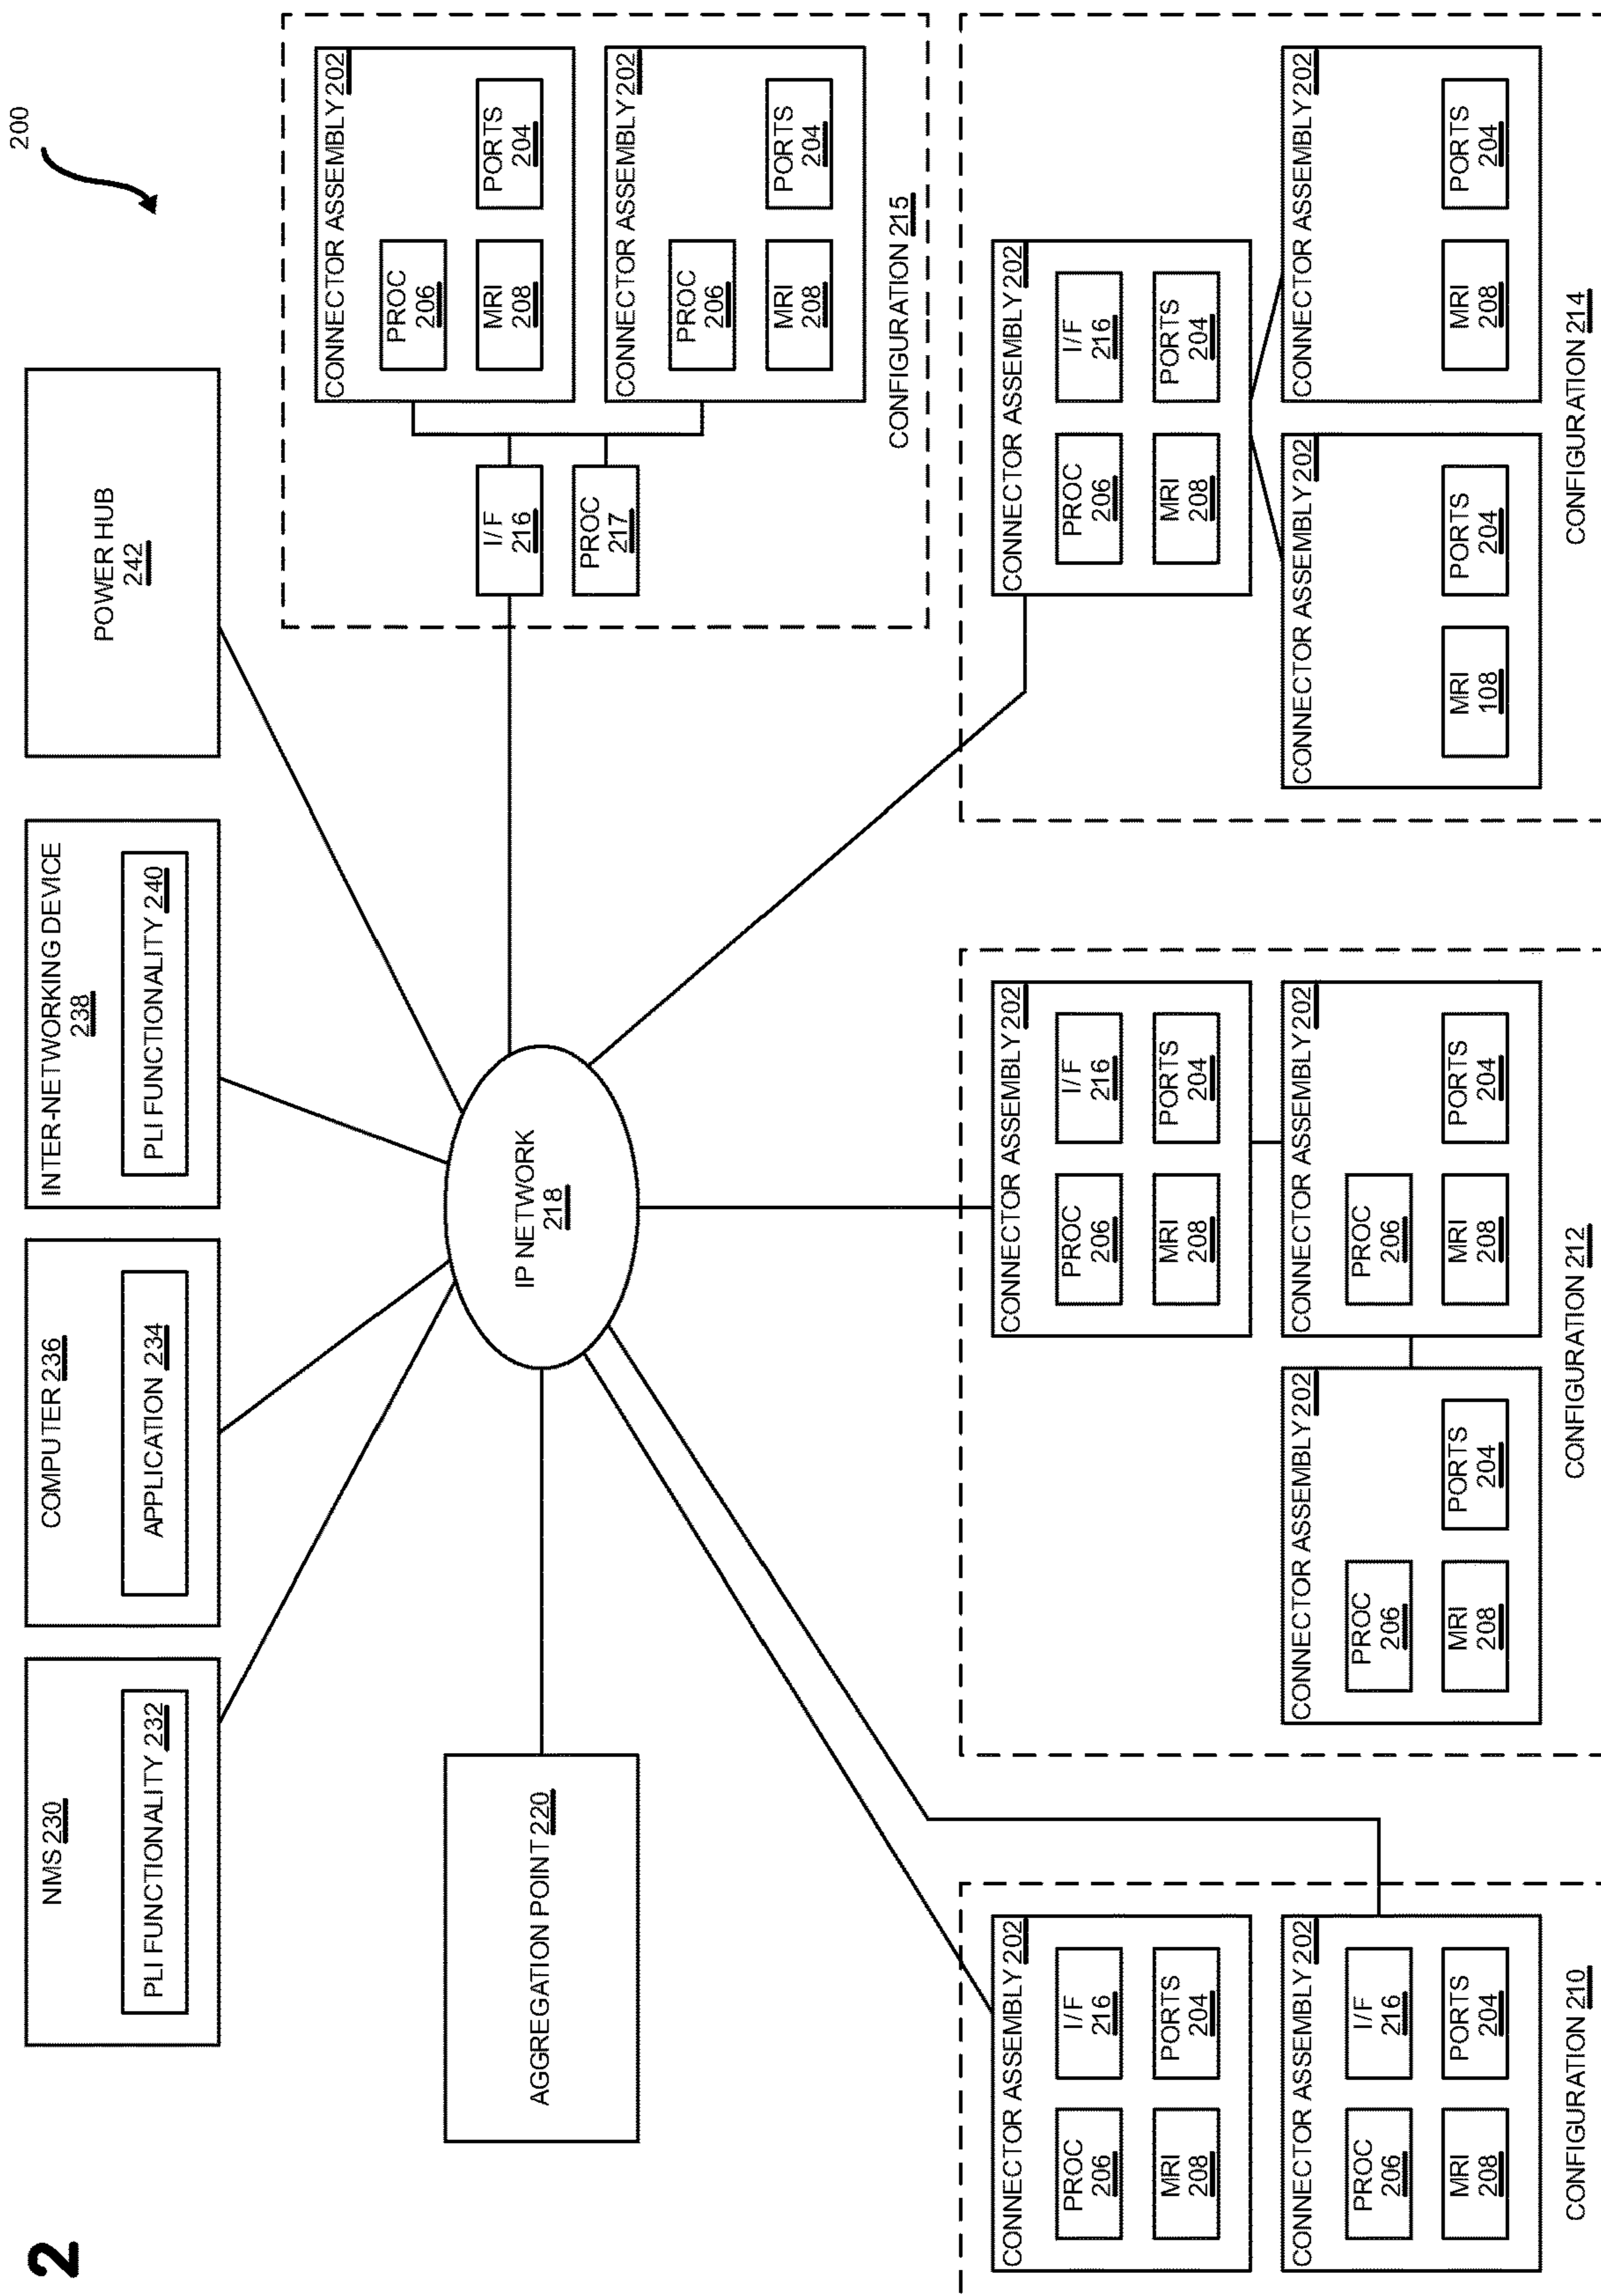 2
NMS 230
PLI FUNCTIONALITY 232
COMPUTER 236
APPLICATION 234
INTER-NETWORKING DEVICE
238
PLI FUNCTIONALITY 240
POWER HUB
242
200
AGGREGATION POINT 220
IP NETWORK
218
I/F
216
PROC
217
CONNECTOR ASSEMBLY 202
PROC
206
MRI
208
PORTS
204
CONNECTOR ASSEMBLY 202
PROC
206
MRI
208
PORTS
204
CONFIGURATION 215
CONNECTOR ASSEMBLY 202
PROC
206
I/F
216
MRI
208
PORTS
204
CONNECTOR ASSEMBLY 202
PROC
206
I/F
216
MRI
208
PORTS
204
CONFIGURATION 210
CONNECTOR ASSEMBLY 202
PROC
206
I/F
216
MRI
208
PORTS
204
CONNECTOR ASSEMBLY 202
PROC
206
MRI
208
PORTS
204
CONNECTOR ASSEMBLY 202
PROC
206
MRI
208
PORTS
204
CONFIGURATION 212
CONNECTOR ASSEMBLY 202
PROC
206
I/F
216
MRI
208
PORTS
204
CONNECTOR ASSEMBLY 202
MRI
108
PORTS
204
CONNECTOR ASSEMBLY 202
MRI
208
PORTS
204
CONFIGURATION 214